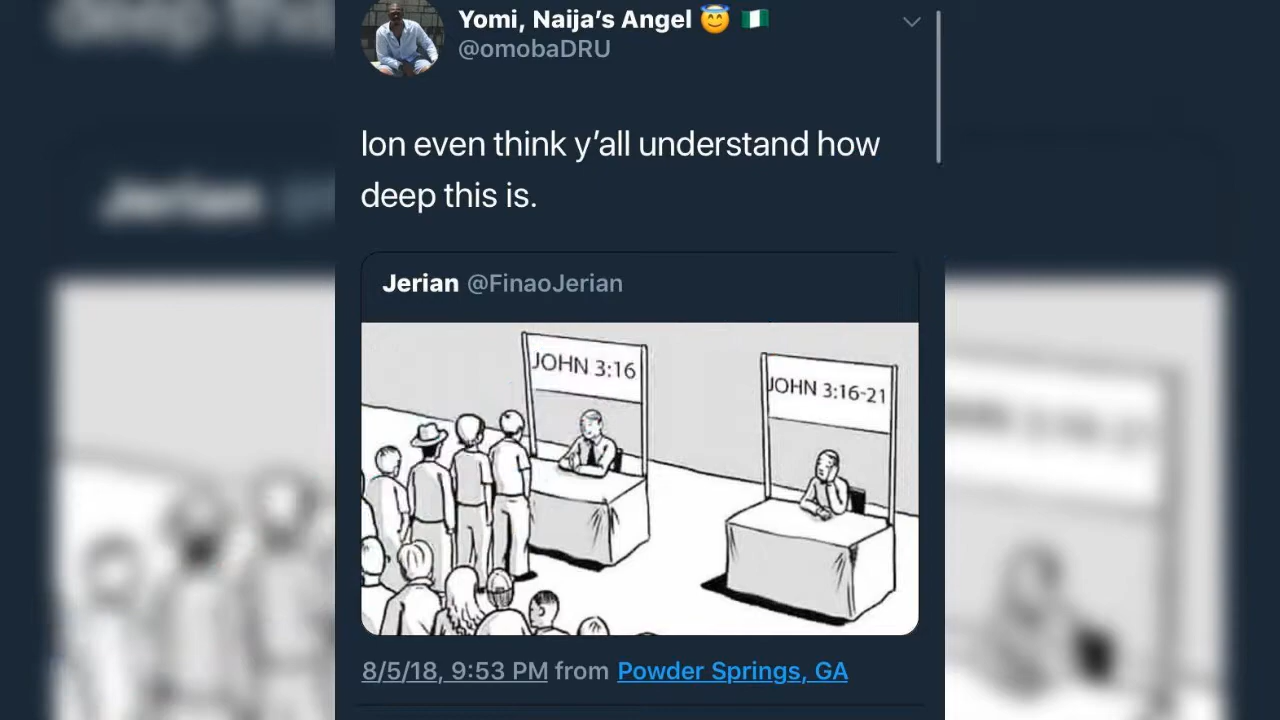 Yomi, Naija's Angel 😇 🇳🇬
@omobaDRU
Ion even think y'all understand how
deep this is.
Jerian @FinaoJerian
JOHN 3:16
JOHN 3:16-21
8/5/18, 9:53 PM from Powder Springs, GA